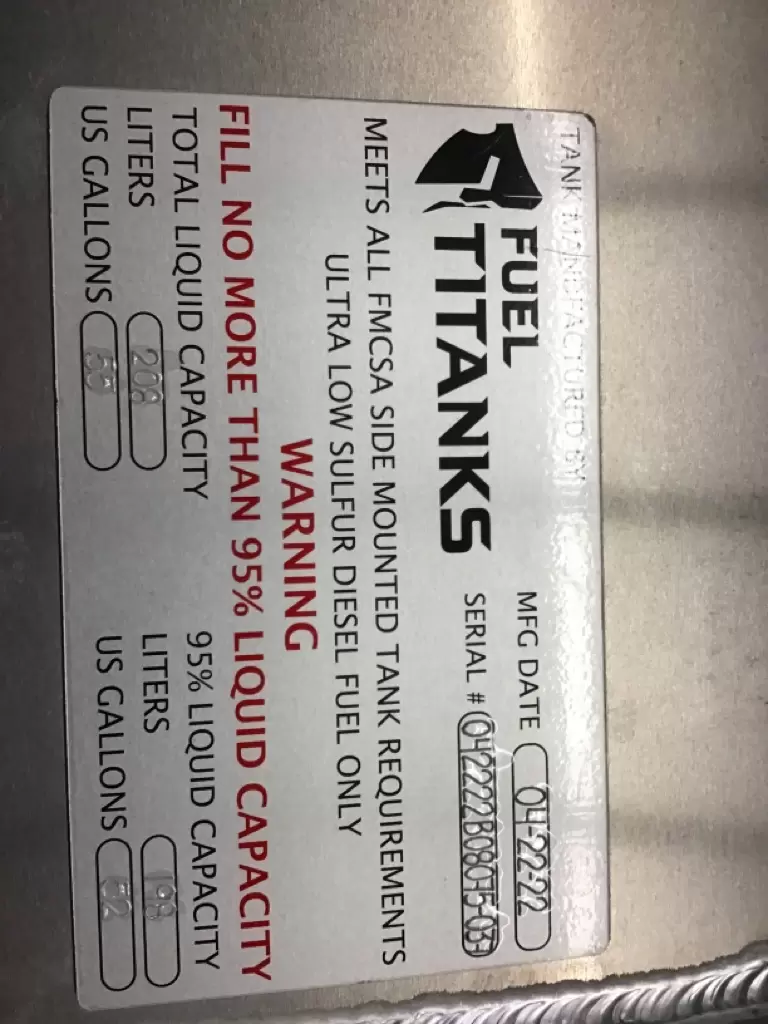 TANK MANUFACTURED BY
FUEL
TITANKS
MFG DATE 04-22-22
SERIAL # 042222B08015-03
MEETS ALL FMCSA SIDE MOUNTED TANK REQUIREMENTS
ULTRA LOW SULFUR DIESEL FUEL ONLY
WARNING
FILL NO MORE THAN 95% LIQUID CAPACITY
TOTAL LIQUID CAPACITY
LITERS 208
US GALLONS 55
95% LIQUID CAPACITY
LITERS 198
US GALLONS 52